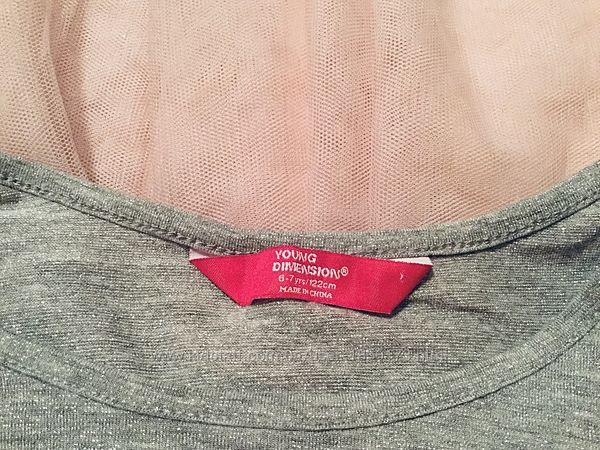 YOUNG
DIMENSION®
6-7 yrs/122cm
MADE IN CHINA